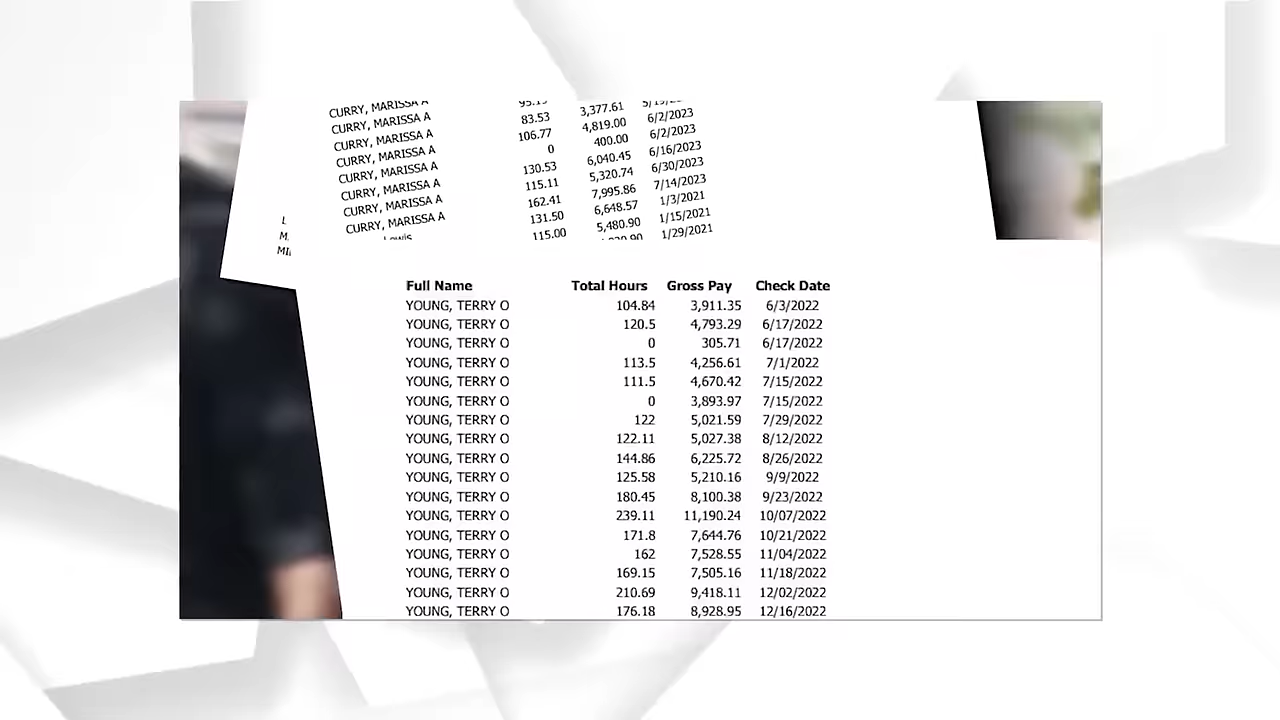 CURRY, MARISSA A 95.15
CURRY, MARISSA A 83.53 3,377.61
CURRY, MARISSA A 106.77 4,819.00 6/2/2023
CURRY, MARISSA A 0 400.00 6/2/2023
CURRY, MARISSA A 130.53 6,040.45 6/16/2023
CURRY, MARISSA A 115.11 5,320.74 6/30/2023
CURRY, MARISSA A 162.41 7,995.86 7/14/2023
131.50 6,648.57 1/3/2021
Lewis 115.00 5,480.90 1/15/2021
1/29/2021
L
M.
Full Name Total Hours Gross Pay Check Date
YOUNG, TERRY O 104.84 3,911.35 6/3/2022
YOUNG, TERRY O 120.5 4,793.29 6/17/2022
YOUNG, TERRY O 0 305.71 6/17/2022
YOUNG, TERRY O 113.5 4,256.61 7/1/2022
YOUNG, TERRY O 111.5 4,670.42 7/15/2022
YOUNG, TERRY O 0 3,893.97 7/15/2022
YOUNG, TERRY O 122 5,021.59 7/29/2022
YOUNG, TERRY O 122.11 5,027.38 8/12/2022
YOUNG, TERRY O 144.86 6,225.72 8/26/2022
YOUNG, TERRY O 125.58 5,210.16 9/9/2022
YOUNG, TERRY O 180.45 8,100.38 9/23/2022
YOUNG, TERRY O 239.11 11,190.24 10/07/2022
YOUNG, TERRY O 171.8 7,644.76 10/21/2022
YOUNG, TERRY O 162 7,528.55 11/04/2022
YOUNG, TERRY O 169.15 7,505.16 11/18/2022
YOUNG, TERRY O 210.69 9,418.11 12/02/2022
YOUNG, TERRY O 176.18 8,928.95 12/16/2022